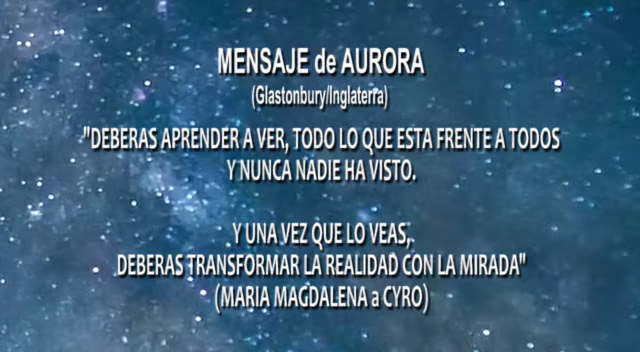 MENSAJE de AURORA
(Glastonbury/Inglaterra)
"DEBERAS APRENDER A VER, TODO LO QUE ESTA FRENTE A TODOS
Y NUNCA NADIE HA VISTO.
Y UNA VEZ QUE LO VEAS,
DEBERAS TRANSFORMAR LA REALIDAD CON LA MIRADA"
(MARIA MAGDALENA a CYRO)